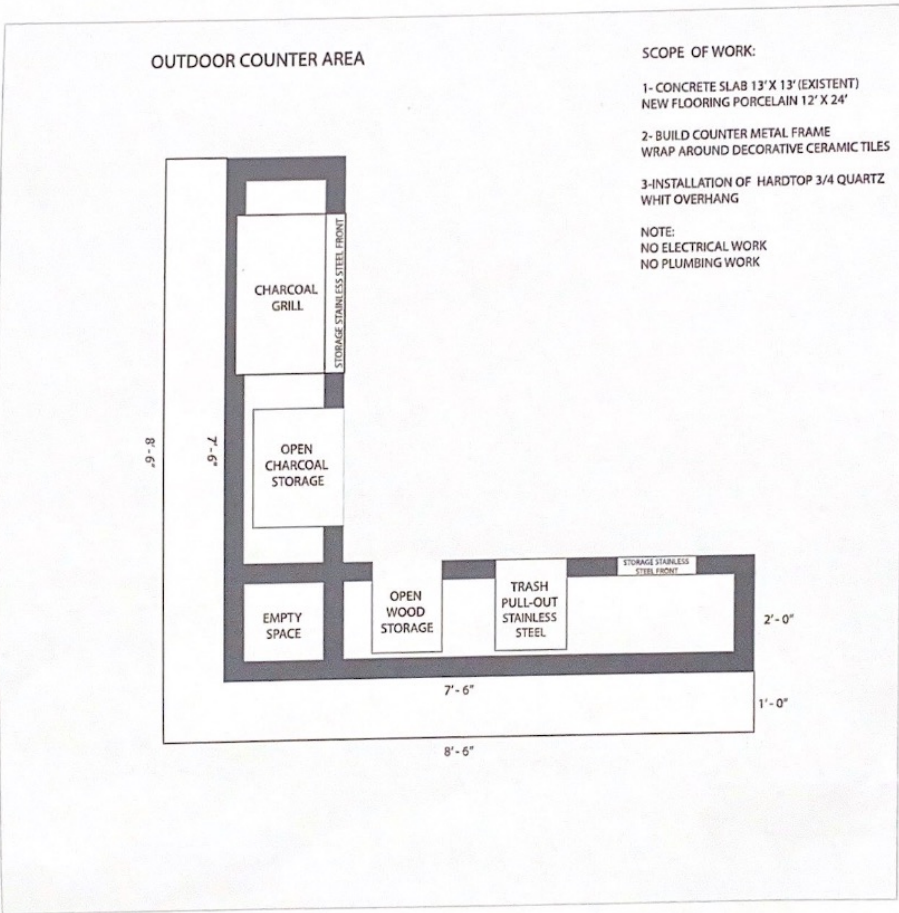 OUTDOOR COUNTER AREA
SCOPE OF WORK:
1- CONCRETE SLAB 13' X 13' (EXISTENT)
NEW FLOORING PORCELAIN 12' X 24'
2- BUILD COUNTER METAL FRAME
WRAP AROUND DECORATIVE CERAMIC TILES
3-INSTALLATION OF HARDTOP 3/4 QUARTZ
WHIT OVERHANG
NOTE:
NO ELECTRICAL WORK
NO PLUMBING WORK
CHARCOAL
GRILL
STORAGE STAINLESS STEEL FRONT
8'- 6"
7'- 6"
OPEN
CHARCOAL
STORAGE
EMPTY
SPACE
OPEN
WOOD
STORAGE
TRASH
PULL-OUT
STAINLESS
STEEL
STORAGE STAINLESS
STEEL FRONT
2'- 0"
7'- 6"
1'- 0"
8'- 6"